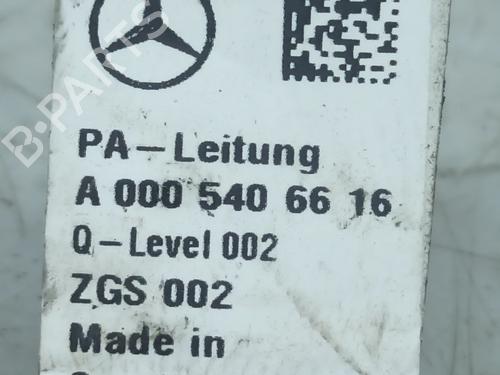 B-PARTS
PA-Leitung
A 000 540 66 16
Q-Level 002
ZGS 002
Made in